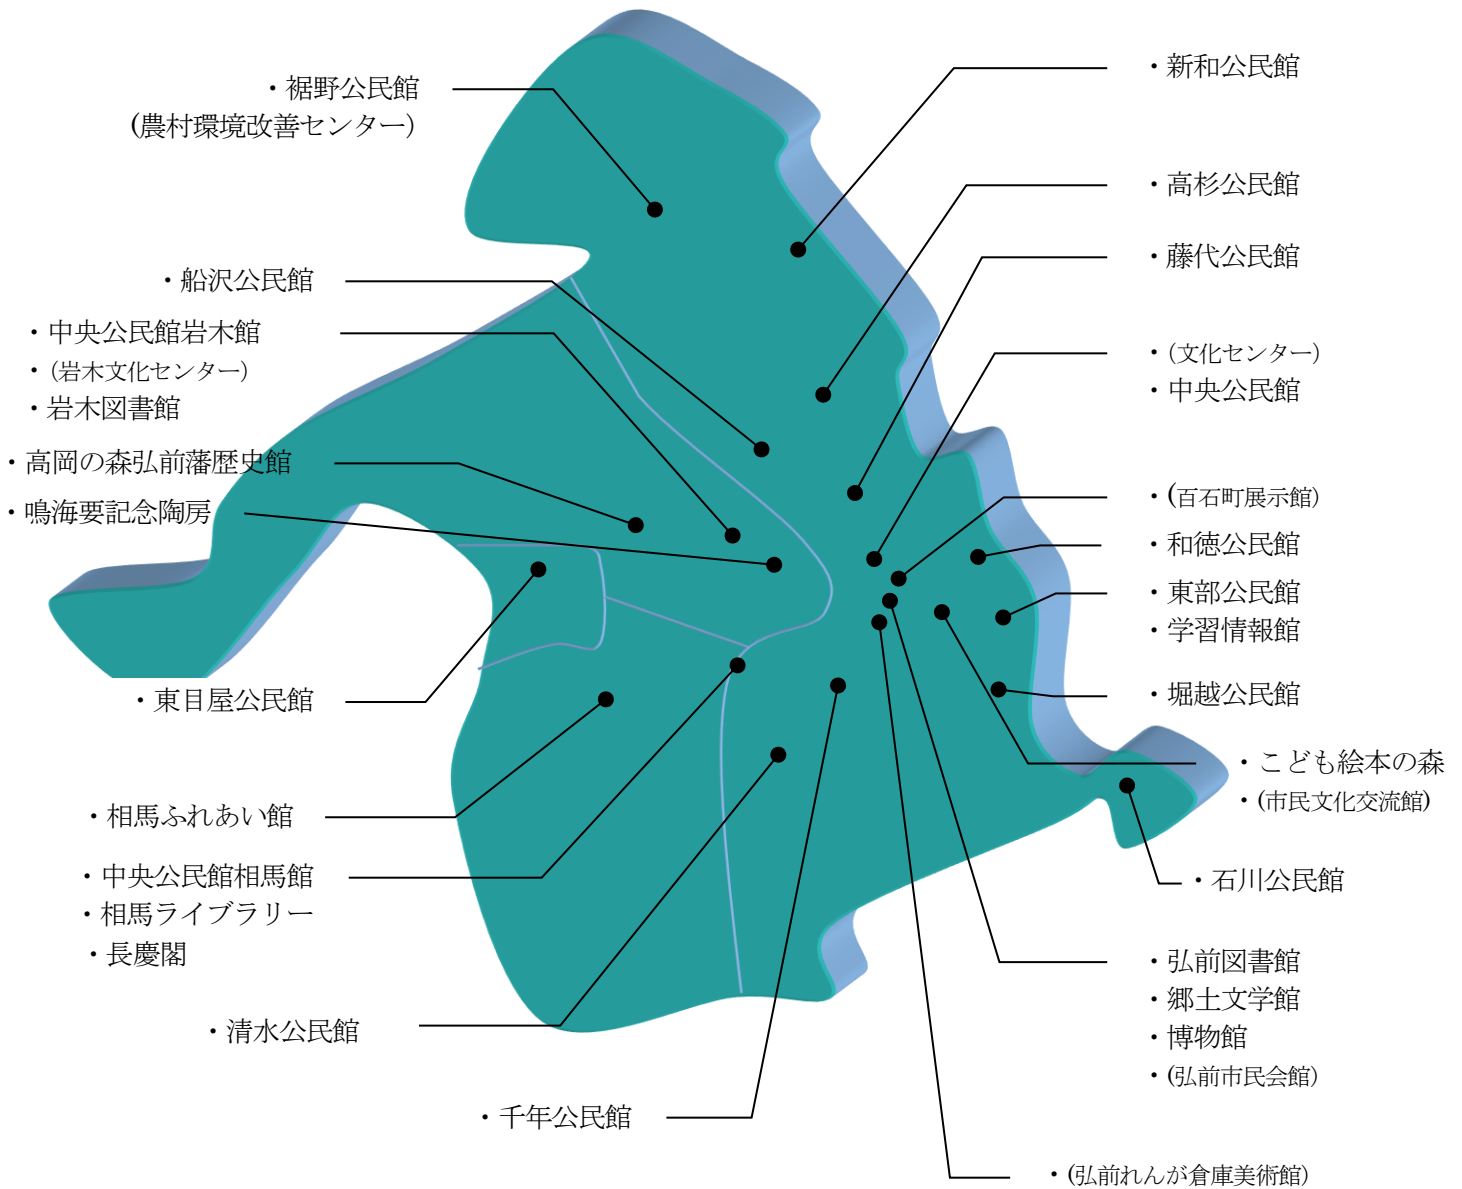 ・裾野公民館
(農村環境改善センター)
・船沢公民館
・中央公民館岩木館
・(岩木文化センター)
・岩木図書館
・高岡の森弘前藩歴史館
・鳴海要記念陶房
・東目屋公民館
・相馬ふれあい館
・中央公民館相馬館
・相馬ライブラリー
・長慶閣
・清水公民館
・千年公民館
・新和公民館
・高杉公民館
・藤代公民館
・(文化センター)
・中央公民館
・(百石町展示館)
・和徳公民館
・東部公民館
・学習情報館
・堀越公民館
・こども絵本の森
・(市民文化交流館)
・石川公民館
・弘前図書館
・郷土文学館
・博物館
・(弘前市民会館)
・(弘前れんが倉庫美術館)